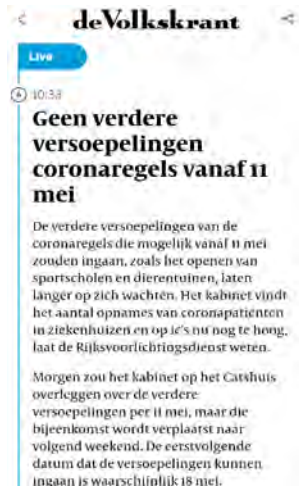 de Volkskrant
Live
10:33
Geen verdere
versoepelingen
coronaregels vanaf 11
mei
De verdere versoepelingen van de
coronaregels die mogelijk vanaf 11 mei
zouden ingaan, zoals het openen van
sportscholen en dierentuinen, laten
langer op zich wachten. Het kabinet vindt
het aantal opnames van coronapatiënten
in ziekenhuizen en op ic's nu nog te hoog,
laat de Rijksvoorlichtingsdienst weten.
Morgen zou het kabinet op het Catshuis
overleggen over de verdere
versoepelingen per 11 mei, maar die
bijeenkomst wordt verplaatst naar
volgend weekend. De eerstvolgende
datum dat de versoepelingen kunnen
ingaan is waarschijnlijk 18 mei.